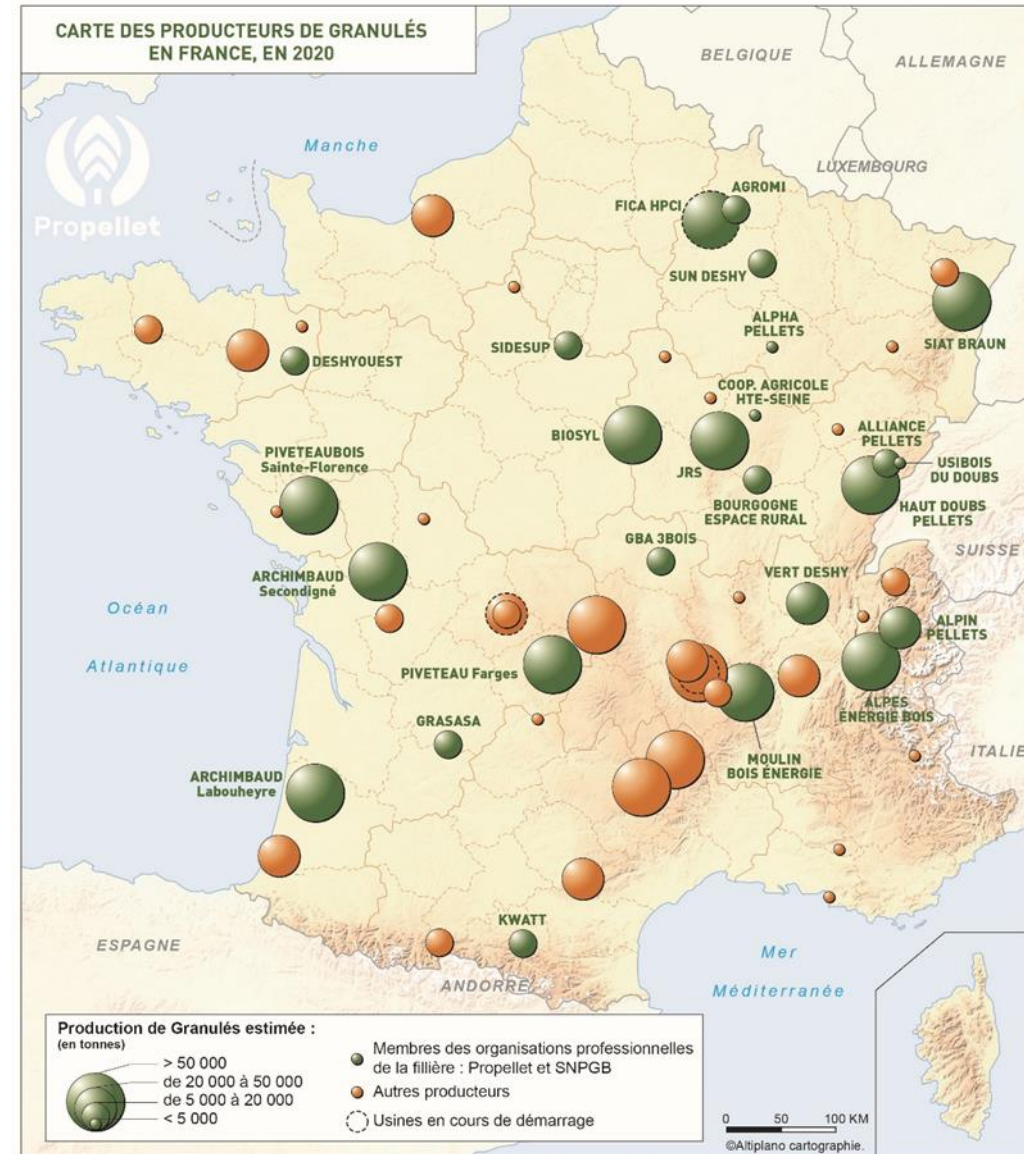 CARTE DES PRODUCTEURS DE GRANULÉS
EN FRANCE, EN 2020
BELGIQUE
ALLEMAGNE
Manche
LUXEMBOURG
Propellet
AGROMI
FICA HPCI
SUN DESHY
ALPHA
PELLETS
SIDESUP
SIAT BRAUN
DESHYOUEST
COOP. AGRICOLE
HTE-SEINE
BIOSYL
ALLIANCE
PELLETS
PIVETEAUBOIS
Sainte-Florence
JRS
USIBOIS
DU DOUBS
BOURGOGNE
ESPACE RURAL
HAUT DOUBS
PELLETS
GBA 3BOIS
SUISSE
ARCHIMBAUD
Secondigné
VERT DESHY
Océan
Atlantique
ALPIN
PELLETS
PIVETEAU Farges
ALPES
ÉNERGIE BOIS
GRASASA
MOULIN
BOIS ÉNERGIE
ITALIE
ARCHIMBAUD
Labouheyre
KWATT
ESPAGNE
ANDORRE
Mer
Méditerranée
Production de Granulés estimée :
(en tonnes)
> 50 000
de 20 000 à 50 000
de 5 000 à 20 000
< 5 000
Membres des organisations professionnelles
de la fillière : Propellet et SNPGB
Autres producteurs
Usines en cours de démarrage
0 50 100 KM
©Altiplano cartographie.